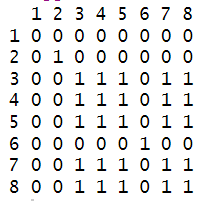 1 2 3 4 5 6 7 8
1 0 0 0 0 0 0 0 0
2 0 1 0 0 0 0 0 0
3 0 0 1 1 1 0 1 1
4 0 0 1 1 1 0 1 1
5 0 0 1 1 1 0 1 1
6 0 0 0 0 0 1 0 0
7 0 0 1 1 1 0 1 1
8 0 0 1 1 1 0 1 1